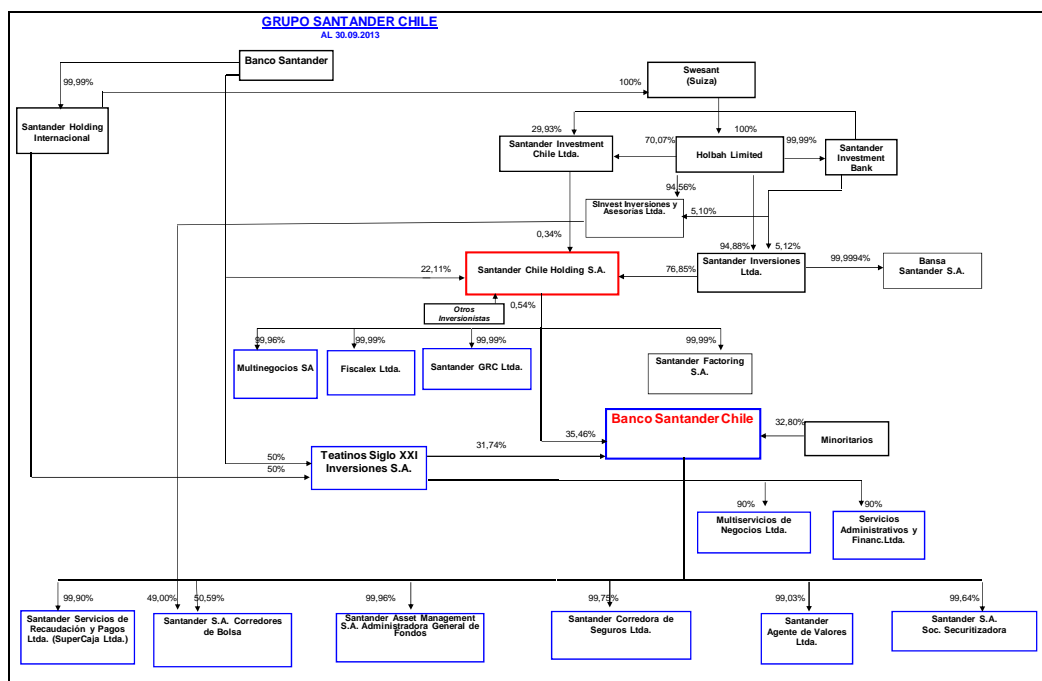 GRUPO SANTANDER CHILE
AL 30.09.2013
Banco Santander
99,99%
100%
Swesant
(Suiza)
Santander Holding
Internacional
29,93%
Santander Investment
Chile Ltda.
70,07%
100%
Holbah Limited
99,99%
Santander
Investment
Bank
94,56%
SInvest Inversiones y
Asesorías Ltda.
5,10%
0,34%
94,88%
5,12%
22,11%
Santander Chile Holding S.A.
76,85%
Santander Inversiones
Ltda.
99,9994%
Bansa
Santander S.A.
Otros
Inversionistas
0,54%
99,96%
99,99%
99,99%
99,99%
Multinegocios SA
Fiscalex Ltda.
Santander GRC Ltda.
Santander Factoring
S.A.
Banco Santander Chile
35,46%
32,80%
Minoritarios
31,74%
50%
50%
Teatinos Siglo XXI
Inversiones S.A.
90%
90%
Multiservicios de
Negocios Ltda.
Servicios
Administrativos y
Financ.Ltda.
99,90%
49,00%
50,59%
99,96%
99,75%
99,03%
99,64%
Santander Servicios de
Recaudación y Pagos
Ltda. (SuperCaja Ltda.)
Santander S.A. Corredores
de Bolsa
Santander Asset Management
S.A. Administradora General de
Fondos
Santander Corredora de
Seguros Ltda.
Santander
Agente de Valores
Ltda.
Santander S.A.
Soc. Securitizadora